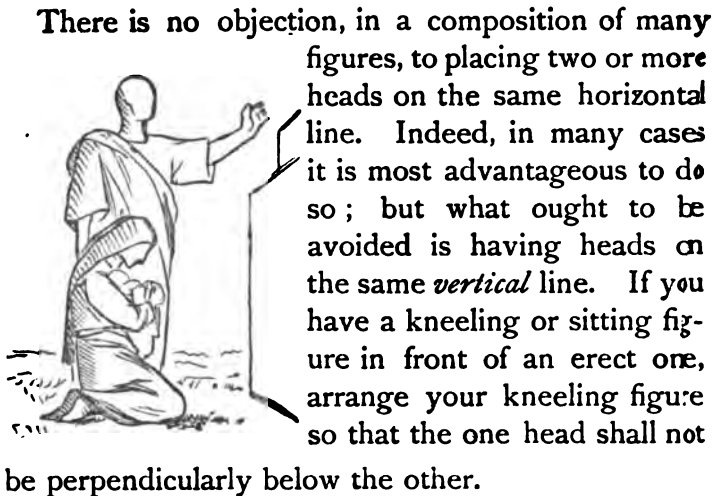 There is no objection, in a composition of many
figures, to placing two or more
heads on the same horizontal
line. Indeed, in many cases
it is most advantageous to do
so ; but what ought to be
avoided is having heads on
the same vertical line. If you
have a kneeling or sitting fig-
ure in front of an erect one,
arrange your kneeling figure
so that the one head shall not
be perpendicularly below the other.